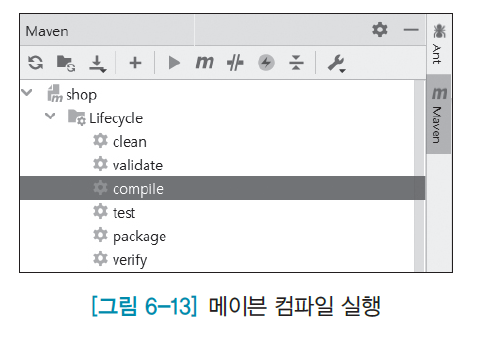 Maven
Ant
m
Maven
m
shop
Lifecycle
clean
validate
compile
test
package
verify
[그림 6-13] 메이븐 컴파일 실행